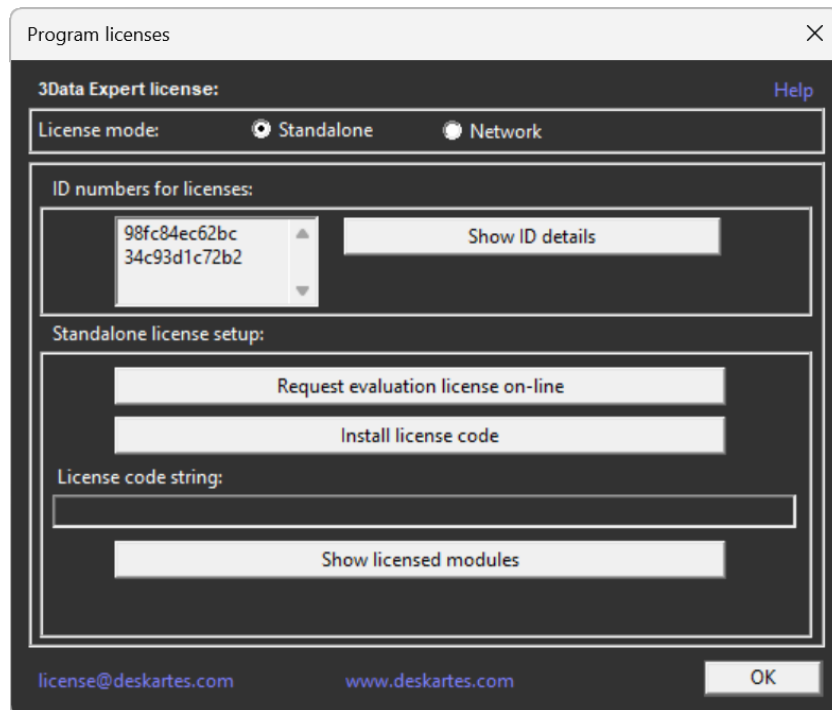 Program licenses
3Data Expert license:
Help
License mode:
Standalone
Network
ID numbers for licenses:
98fc84ec62bc
34c93d1c72b2
Show ID details
Standalone license setup:
Request evaluation license on-line
Install license code
License code string:
Show licensed modules
license@deskartes.com
www.deskartes.com
OK